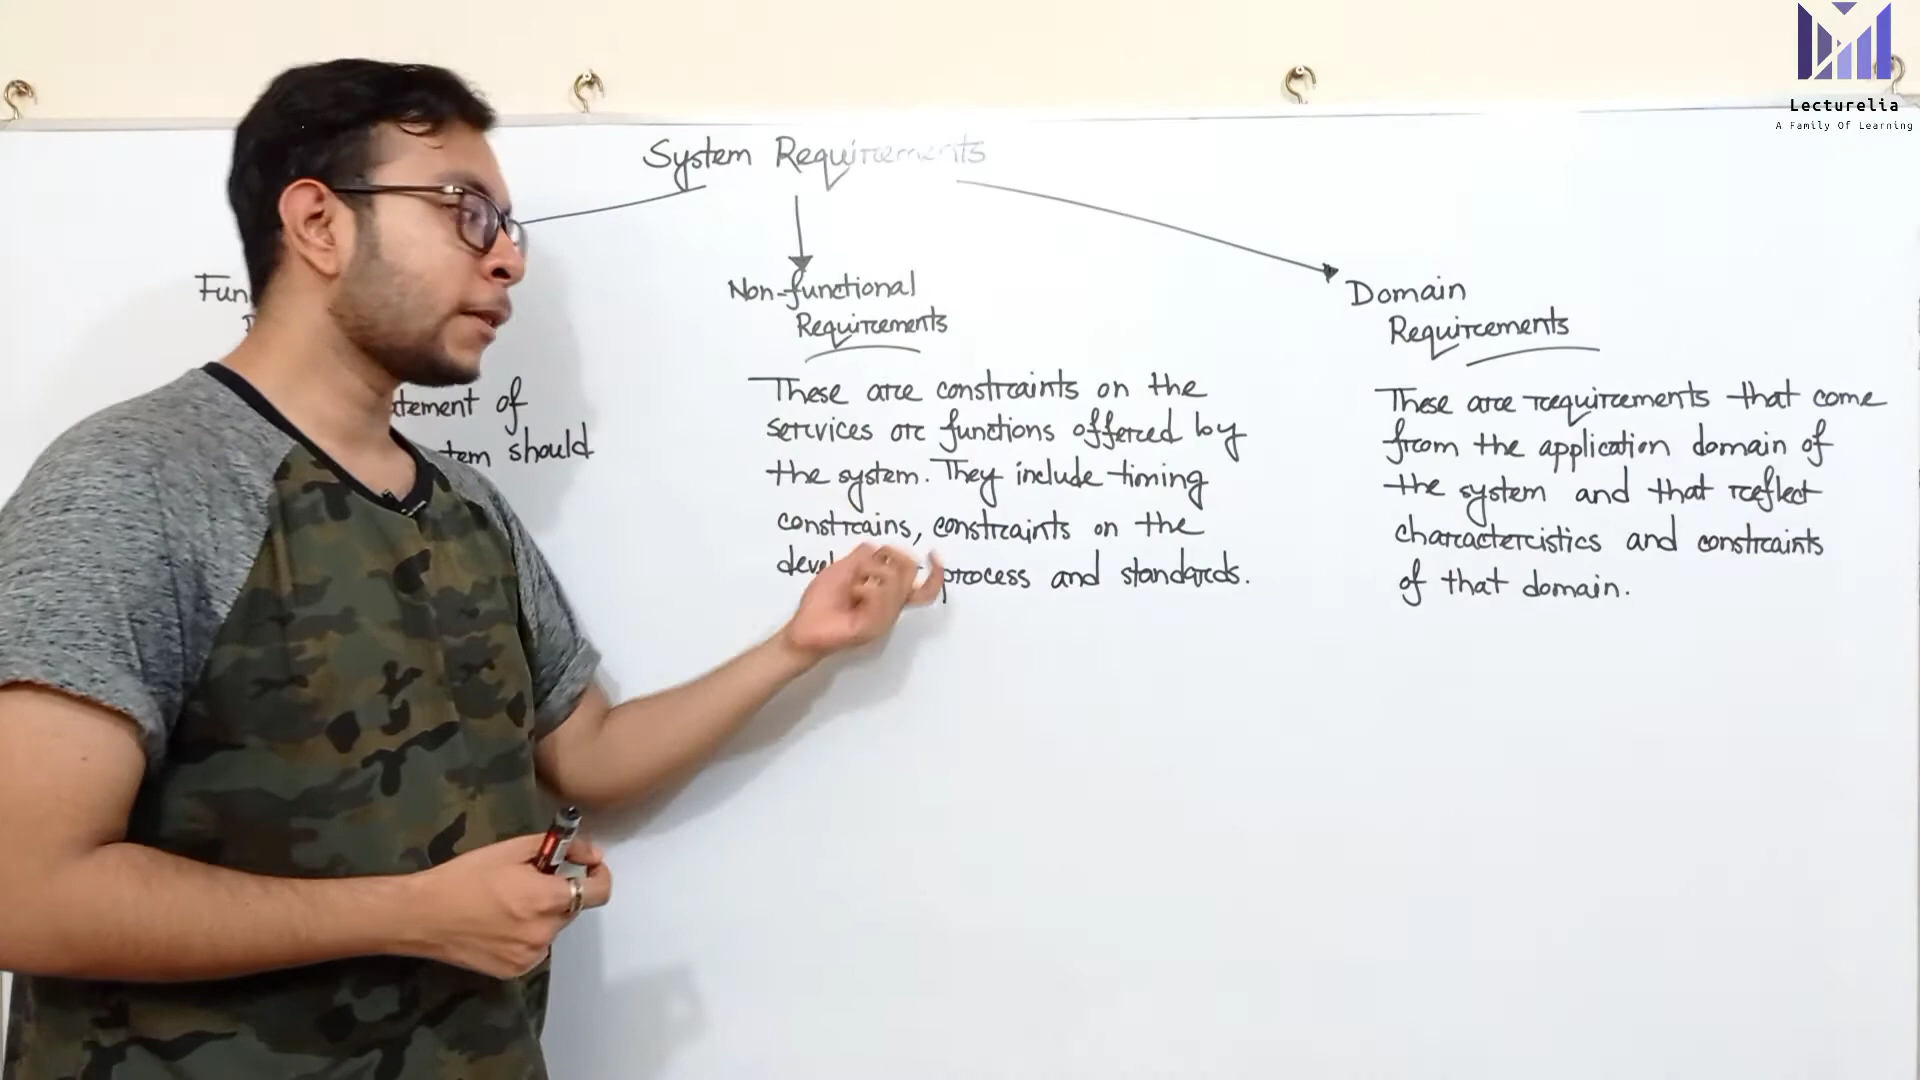 Lecturelia
A Family Of Learning
System Requirements
Non-functional
Requirements
These are constraints on the
services or functions offered by
the system. They include timing
constrains, constraints on the
process and standards.
Domain
Requirements
These are requirements that come
from the application domain of
the system and that reflect
characteristics and constraints
of that domain.
of
should